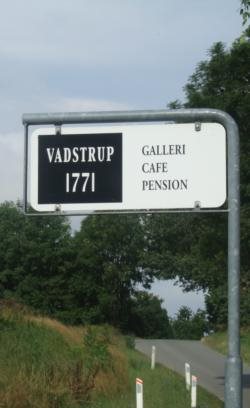 VADSTRUP
1771
GALLERI
CAFE
PENSION